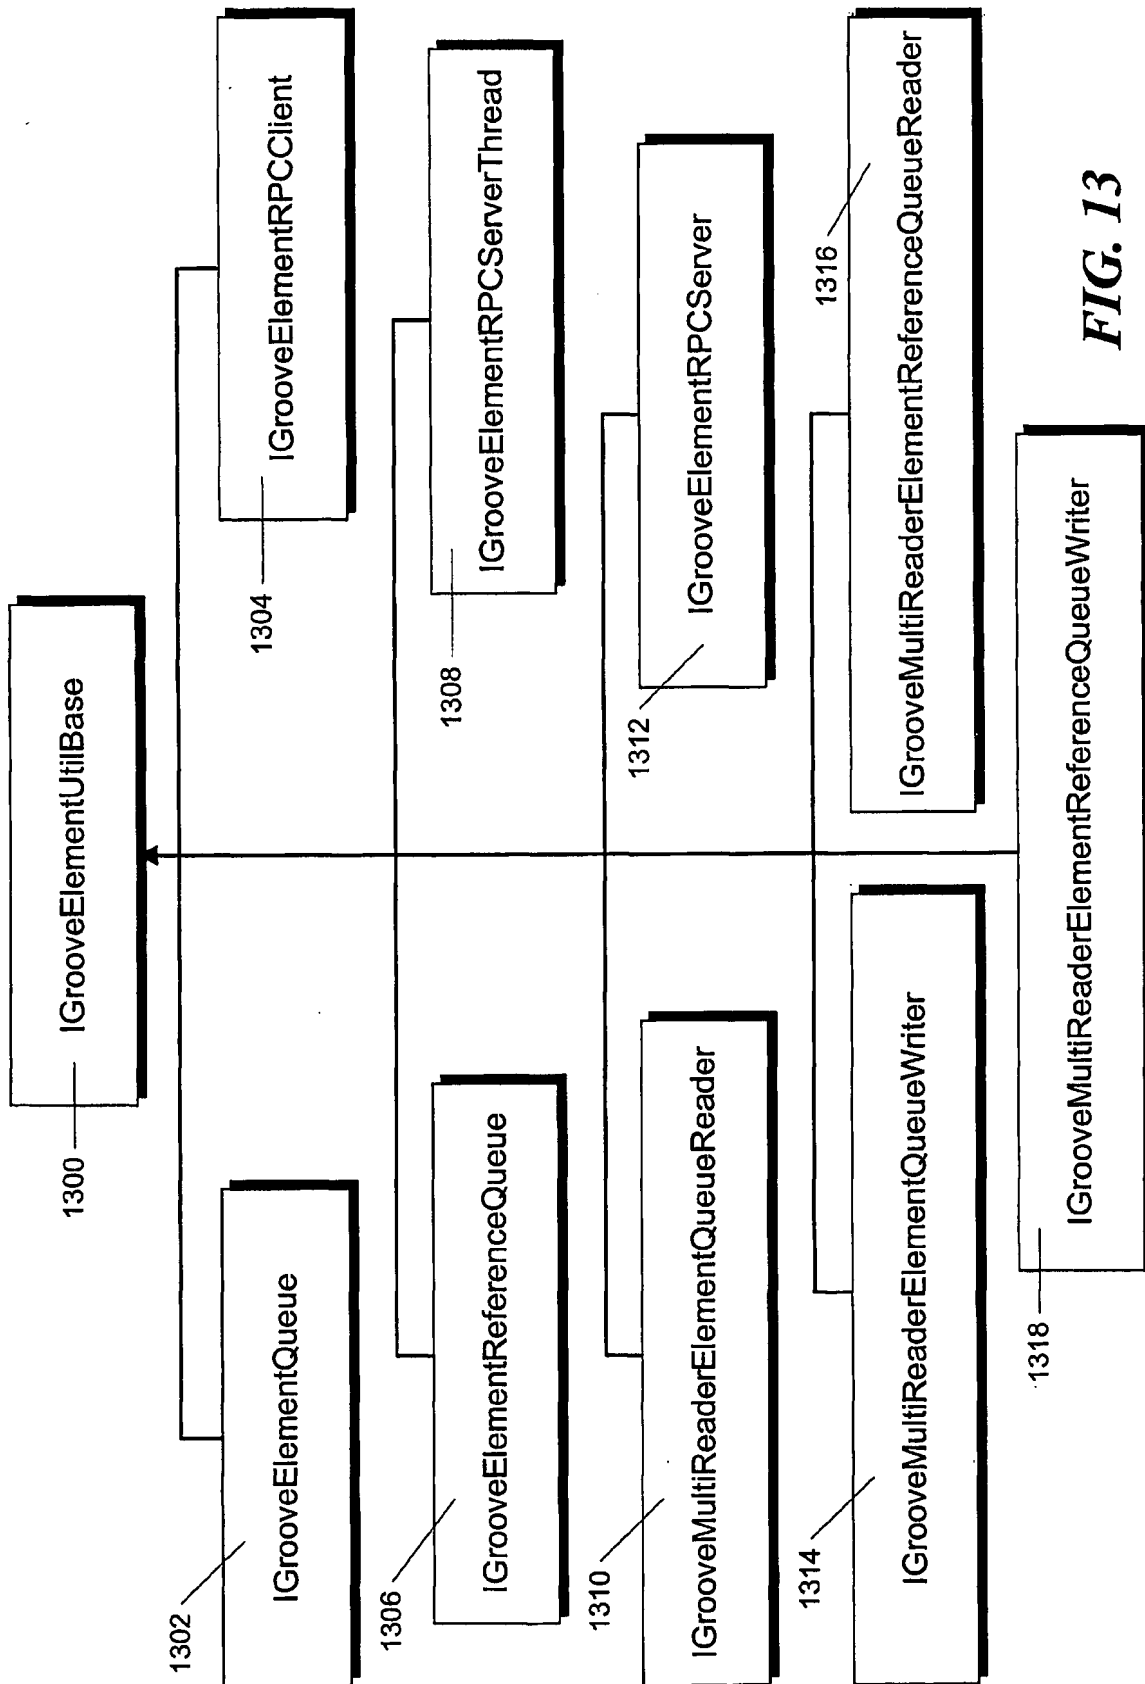 1300
IGrooveElementUtilBase
1302
IGrooveElementQueue
1304
IGrooveElementRPCClient
1306
IGrooveElementReferenceQueue
1308
IGrooveElementRPCServerThread
1310
IGrooveMultiReaderElementQueueReader
1312
IGrooveElementRPCServer
1314
IGrooveMultiReaderElementQueueWriter
1316
IGrooveMultiReaderElementReferenceQueueReader
1318
IGrooveMultiReaderElementReferenceQueueWriter
FIG. 13